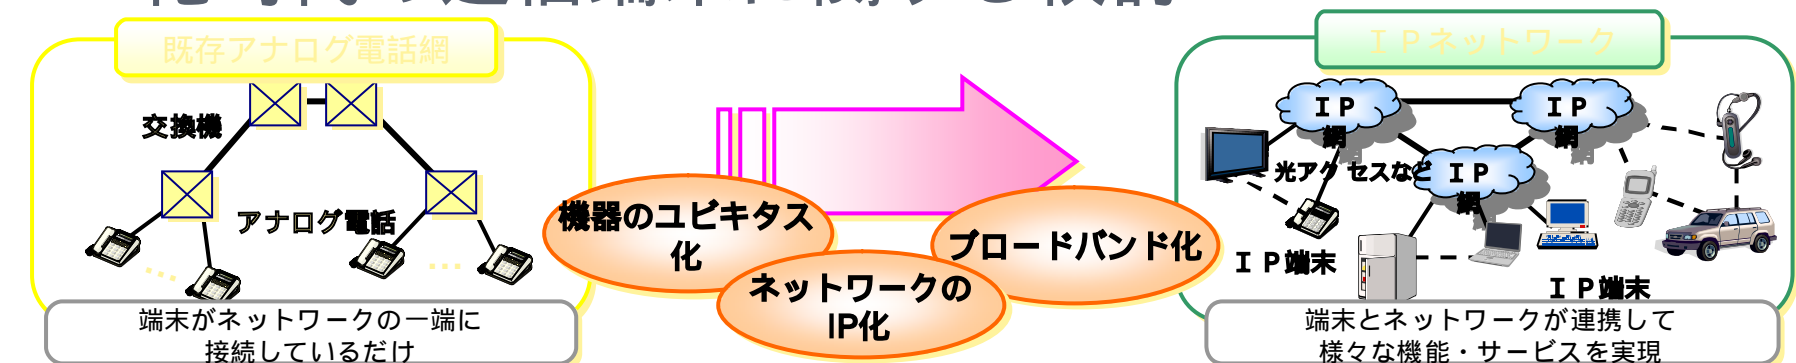 既存アナログ電話網
交換機
アナログ電話
端末がネットワークの一端に
接続しているだけ
機器のユビキタス
化
ネットワークの
IP化
ブロードバンド化
ＩＰネットワーク
ＩＰ
網
ＩＰ
網
ＩＰ
網
光アクセスなど
ＩＰ端末
ＩＰ端末
端末とネットワークが連携して
様々な機能・サービスを実現